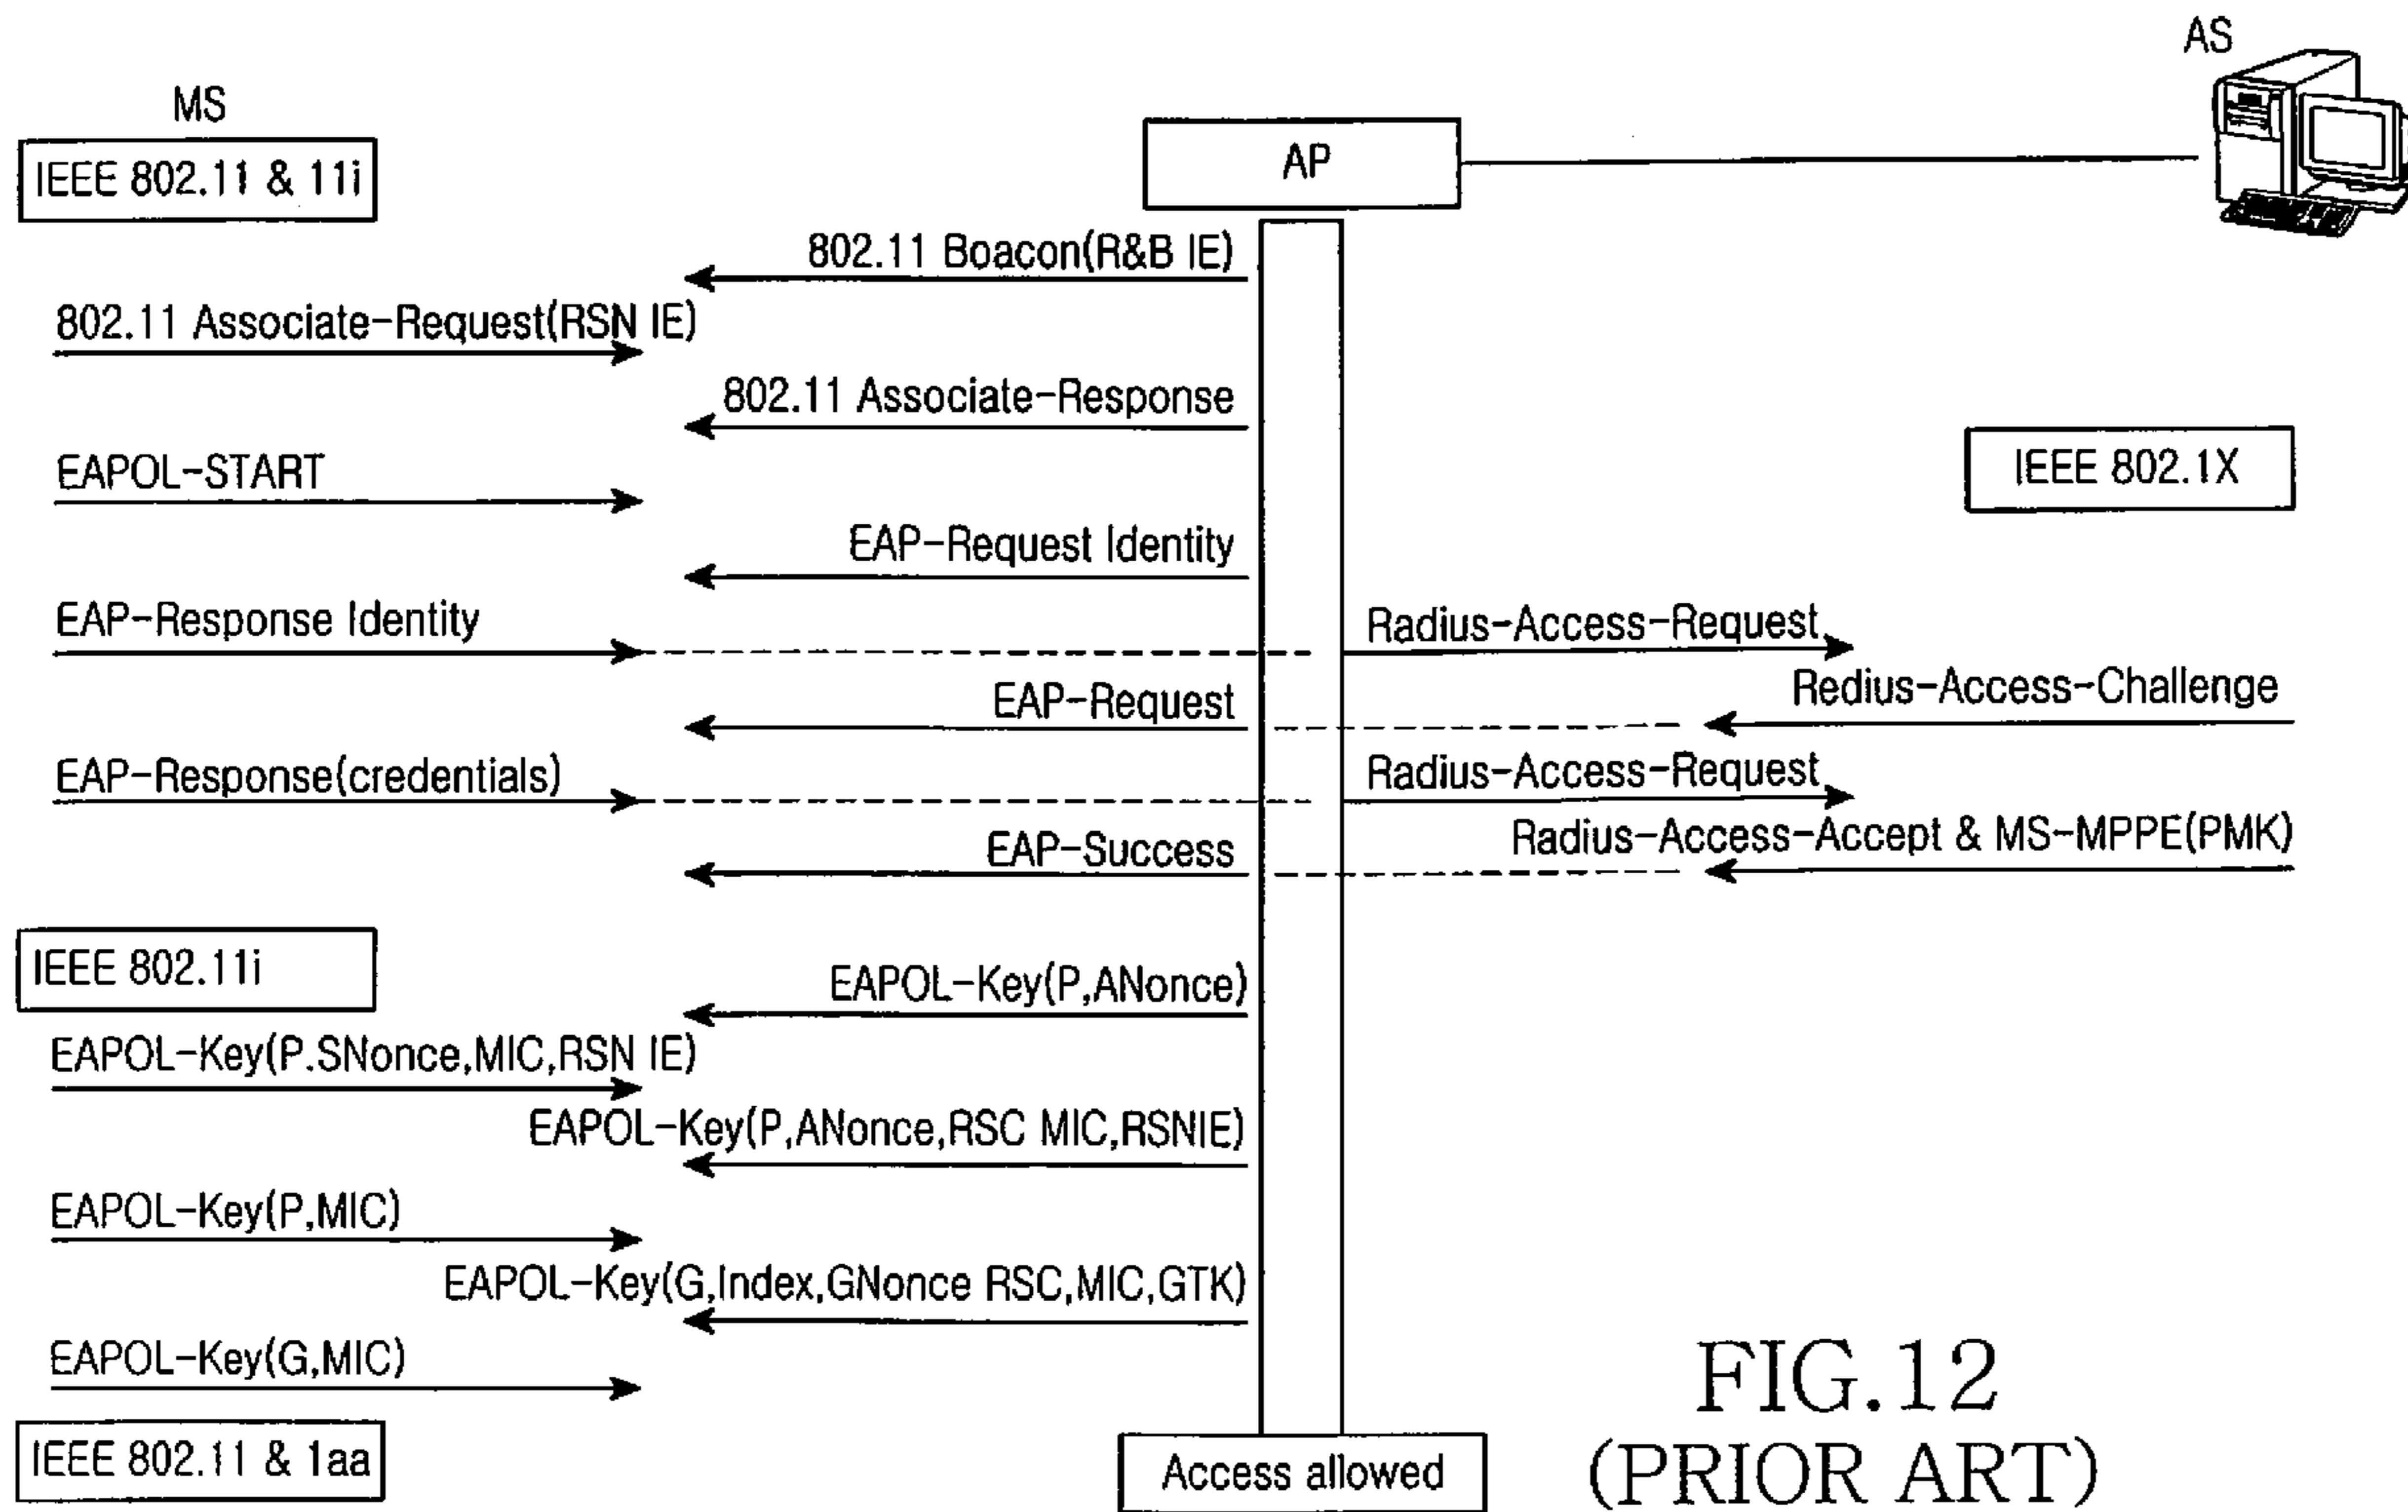 AS
MS
IEEE 802.11 & 11i
AP
802.11 Boacon(R&B IE)
802.11 Associate-Request(RSN IE)
802.11 Associate-Response
EAPOL-START
IEEE 802.1X
EAP-Request Identity
EAP-Response Identity
Radius-Access-Request
EAP-Request
Redius-Access-Challenge
EAP-Response(credentials)
Radius-Access-Request
EAP-Success
Radius-Access-Accept & MS-MPPE(PMK)
IEEE 802.11i
EAPOL-Key(P,ANonce)
EAPOL-Key(P.SNonce,MIC,RSN IE)
EAPOL-Key(P,ANonce,RSC MIC,RSNIE)
EAPOL-Key(P,MIC)
EAPOL-Key(G,Index,GNonce RSC,MIC,GTK)
EAPOL-Key(G,MIC)
IEEE 802.11 & 1aa
Access allowed
FIG.12
(PRIOR ART)